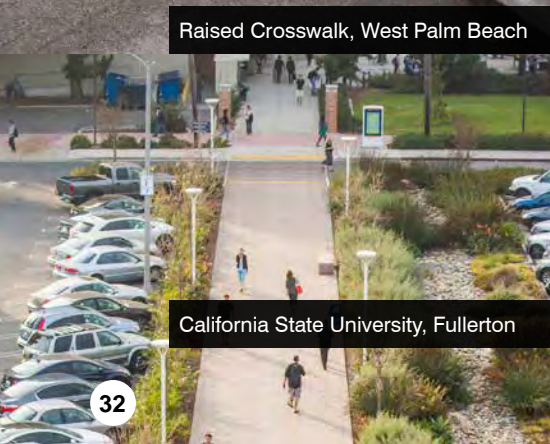 Raised Crosswalk, West Palm Beach
California State University, Fullerton
32